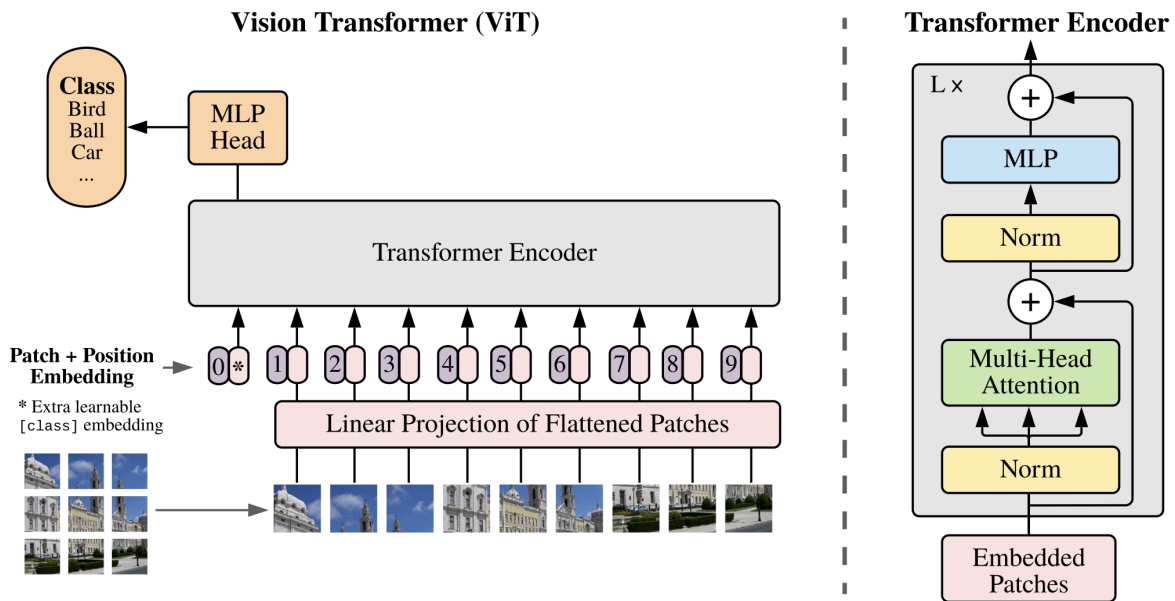 Vision Transformer (ViT)
Class
Bird
Ball
Car
...
MLP
Head
Transformer Encoder
Patch + Position
Embedding
0 * 1 2 3 4 5 6 7 8 9
* Extra learnable
[class] embedding
Linear Projection of Flattened Patches
Transformer Encoder
L ×
+
MLP
Norm
+
Multi-Head
Attention
Norm
Embedded
Patches